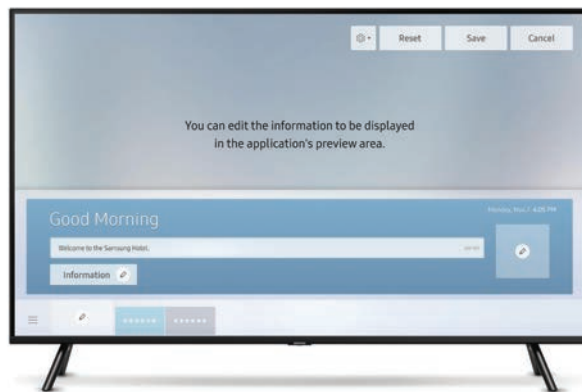 Reset Save Cancel
You can edit the information to be displayed
in the application's preview area.
Good Morning
Welcome to the Samsung Hotel.
Information